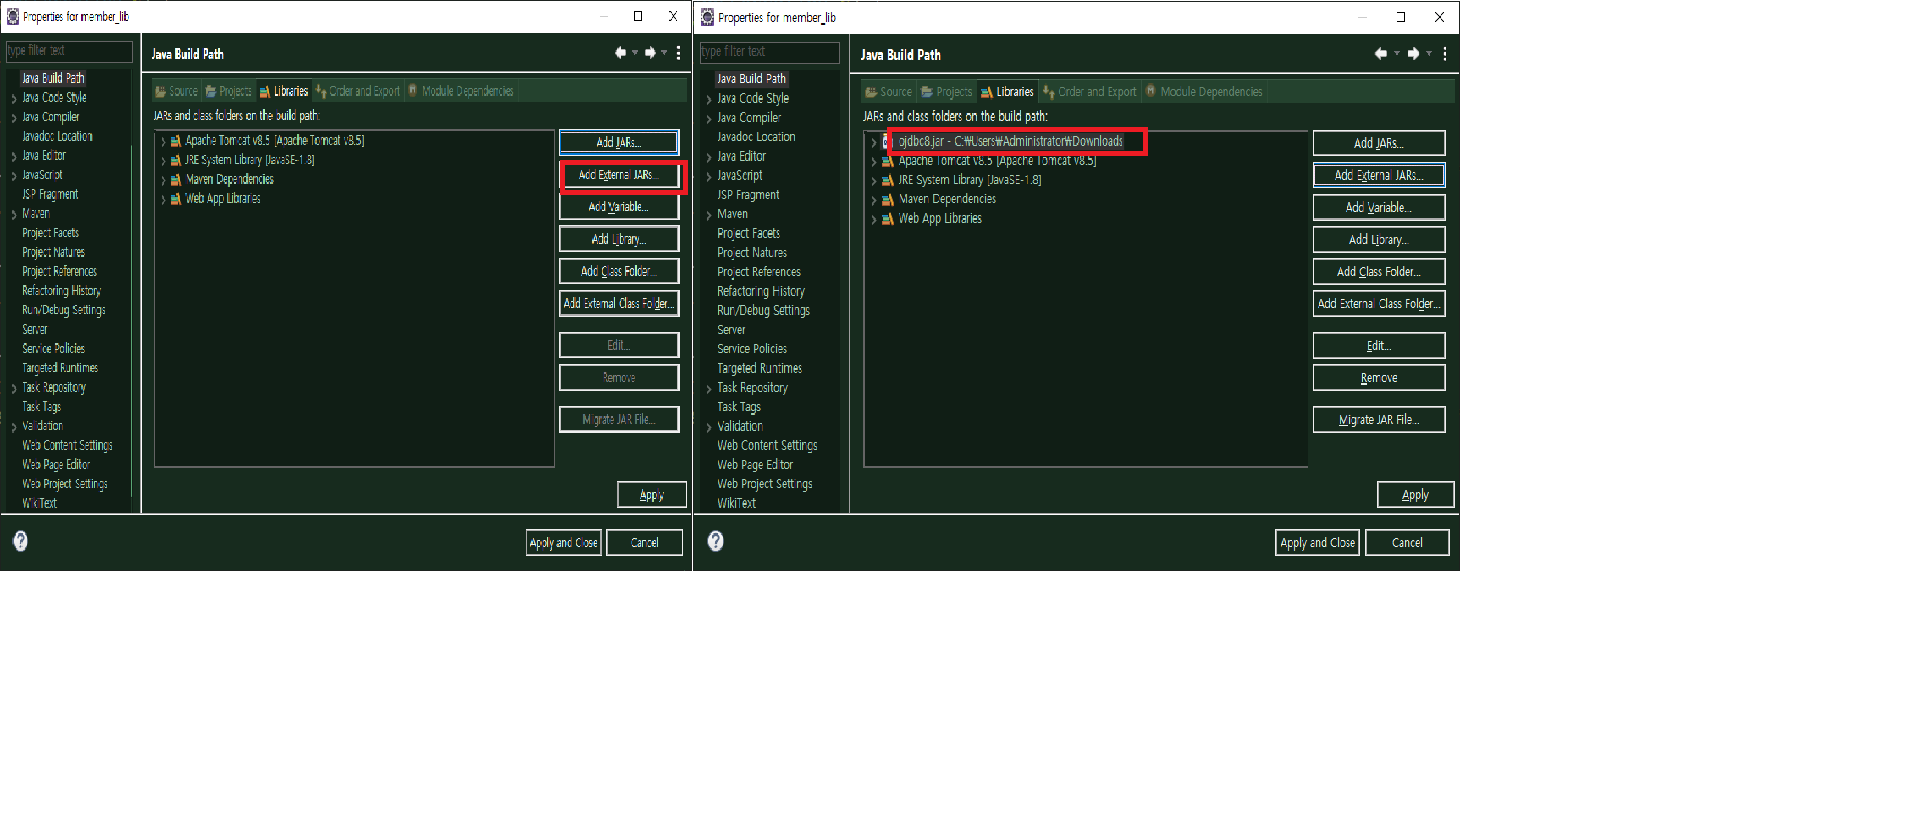 Properties for member_lib
type filter text
Java Build Path
Java Code Style
Java Compiler
Javadoc Location
Java Editor
JavaScript
JSP Fragment
Maven
Project Facets
Project Natures
Project References
Refactoring History
Run/Debug Settings
Server
Service Policies
Targeted Runtimes
Task Repository
Task Tags
Validation
Web Content Settings
Web Page Editor
Web Project Settings
WikiText
Java Build Path
Source Projects Libraries Order and Export Module Dependencies
JARs and class folders on the build path:
Apache Tomcat v8.5 [Apache Tomcat v8.5]
JRE System Library [JavaSE-1.8]
Maven Dependencies
Web App Libraries
Add JARs...
Add External JARs...
Add Variable...
Add Library...
Add Class Folder...
Add External Class Folder...
Edit...
Remove
Migrate JAR File...
Apply
Apply and Close
Cancel
Properties for member_lib
type filter text
Java Build Path
Java Code Style
Java Compiler
Javadoc Location
Java Editor
JavaScript
JSP Fragment
Maven
Project Facets
Project Natures
Project References
Refactoring History
Run/Debug Settings
Server
Service Policies
Targeted Runtimes
Task Repository
Task Tags
Validation
Web Content Settings
Web Page Editor
Web Project Settings
WikiText
Java Build Path
Source Projects Libraries Order and Export Module Dependencies
JARs and class folders on the build path:
ojdbc8.jar - C:₩Users₩Administrator₩Downloads
Apache Tomcat v8.5 [Apache Tomcat v8.5]
JRE System Library [JavaSE-1.8]
Maven Dependencies
Web App Libraries
Add JARs...
Add External JARs...
Add Variable...
Add Library...
Add Class Folder...
Add External Class Folder...
Edit...
Remove
Migrate JAR File...
Apply
Apply and Close
Cancel